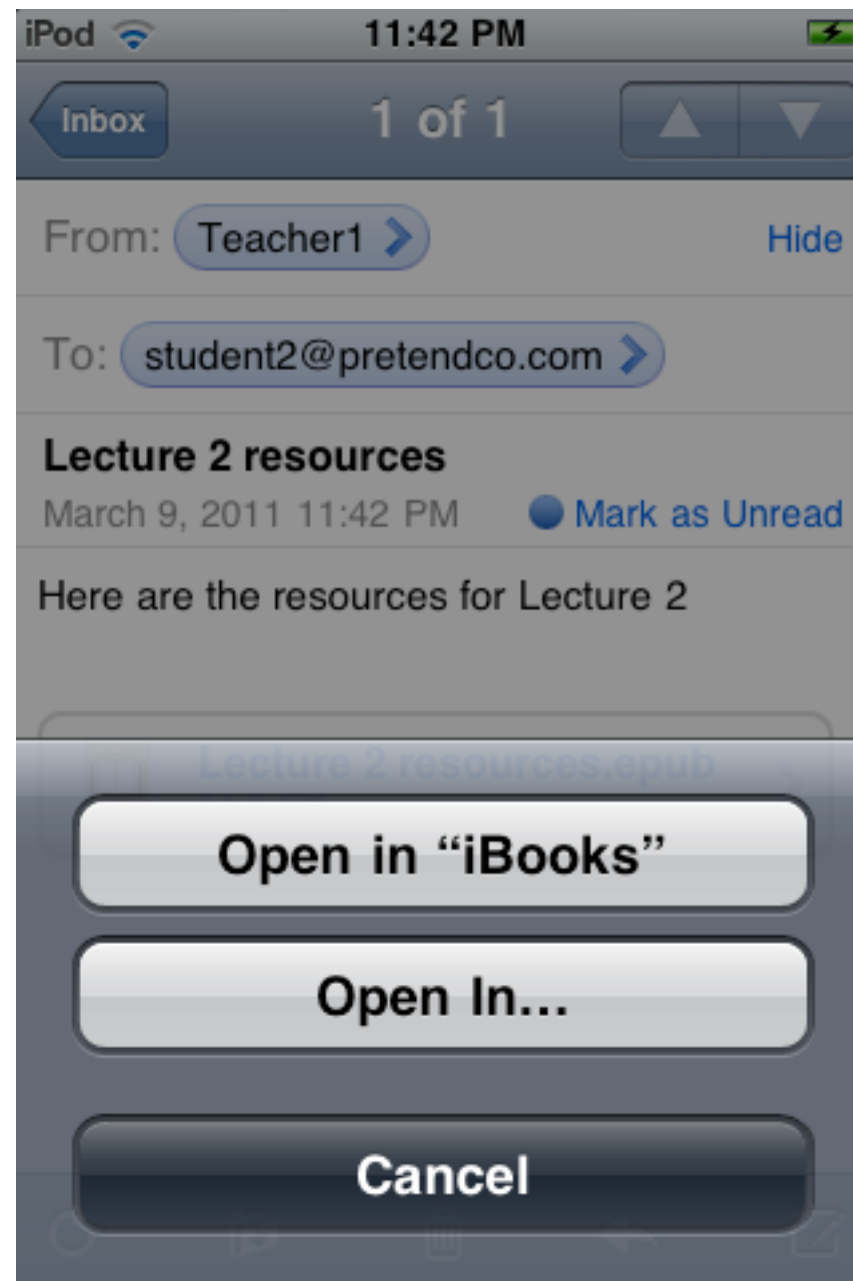 iPod 11:42 PM
Inbox 1 of 1
From: Teacher1 Hide
To: student2@pretendco.com
Lecture 2 resources
March 9, 2011 11:42 PM Mark as Unread
Here are the resources for Lecture 2
Lecture 2 resources.epub
Open in “iBooks”
Open In...
Cancel